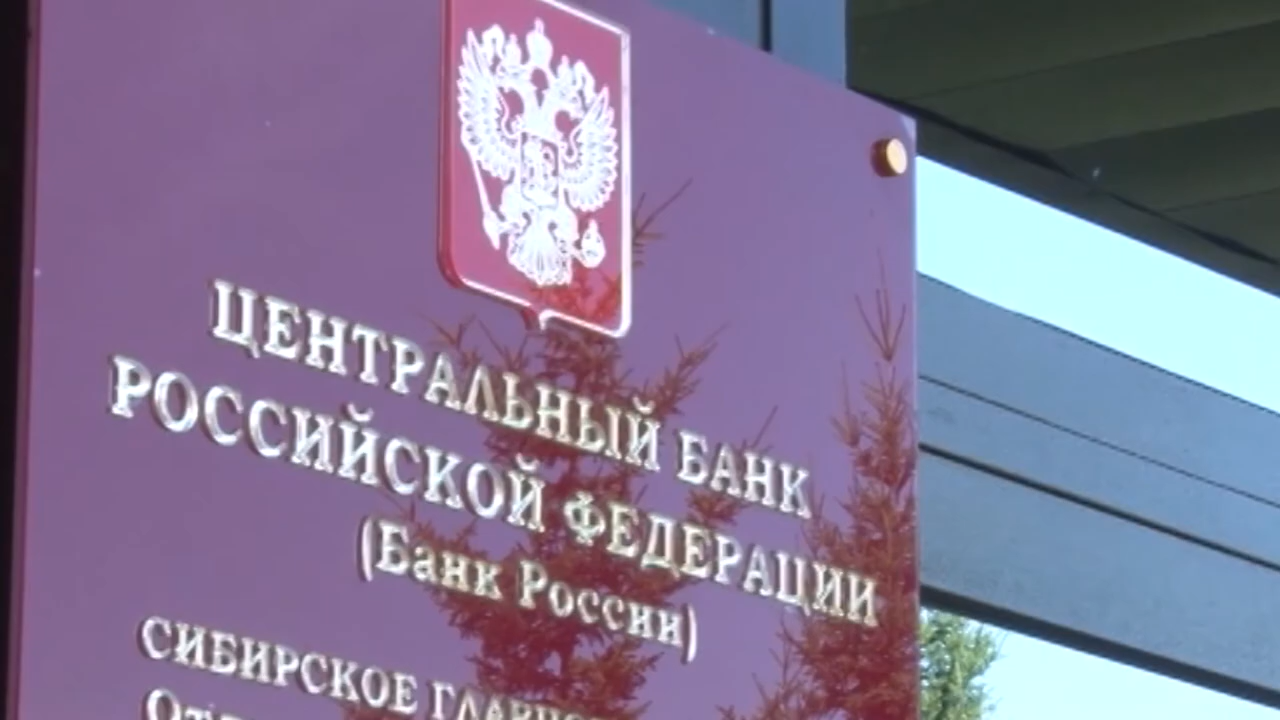 ЦЕНТРАЛЬНЫЙ БАНК
РОССИЙСКОЙ ФЕДЕРАЦИИ
(Банк России)
СИБИРСКОЕ